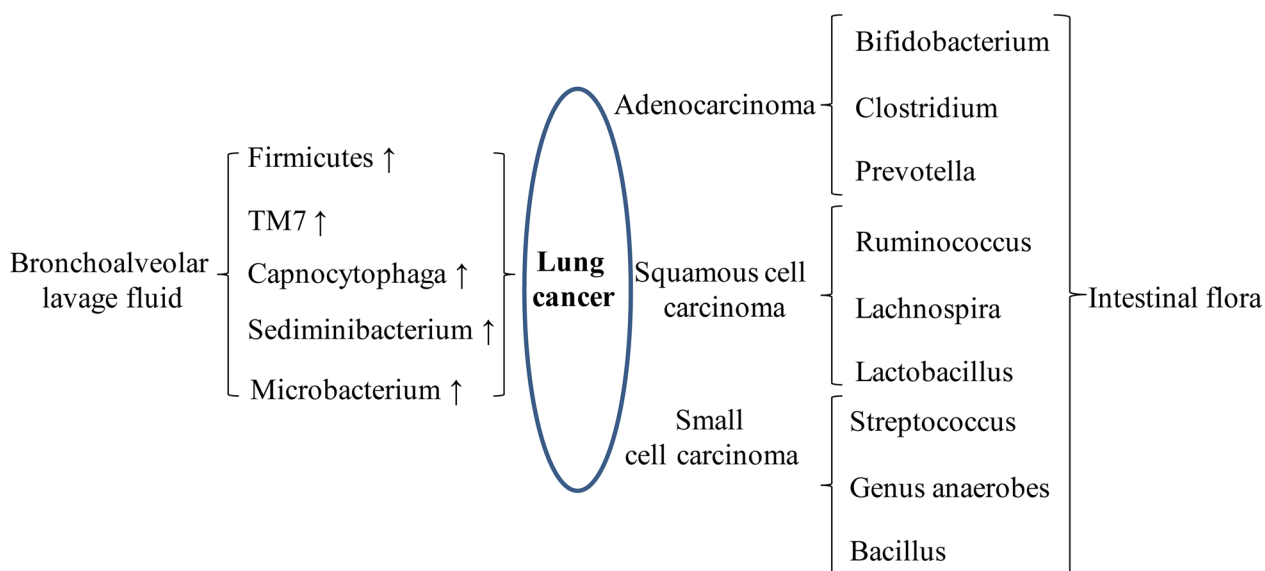 Bronchoalveolar
lavage fluid
Firmicutes ↑
TM7 ↑
Capnocytophaga ↑
Sediminibacterium ↑
Microbacterium ↑
Lung
cancer
Adenocarcinoma
Bifidobacterium
Clostridium
Prevotella
Squamous cell
carcinoma
Ruminococcus
Lachnospira
Lactobacillus
Small
cell carcinoma
Streptococcus
Genus anaerobes
Bacillus
Intestinal flora